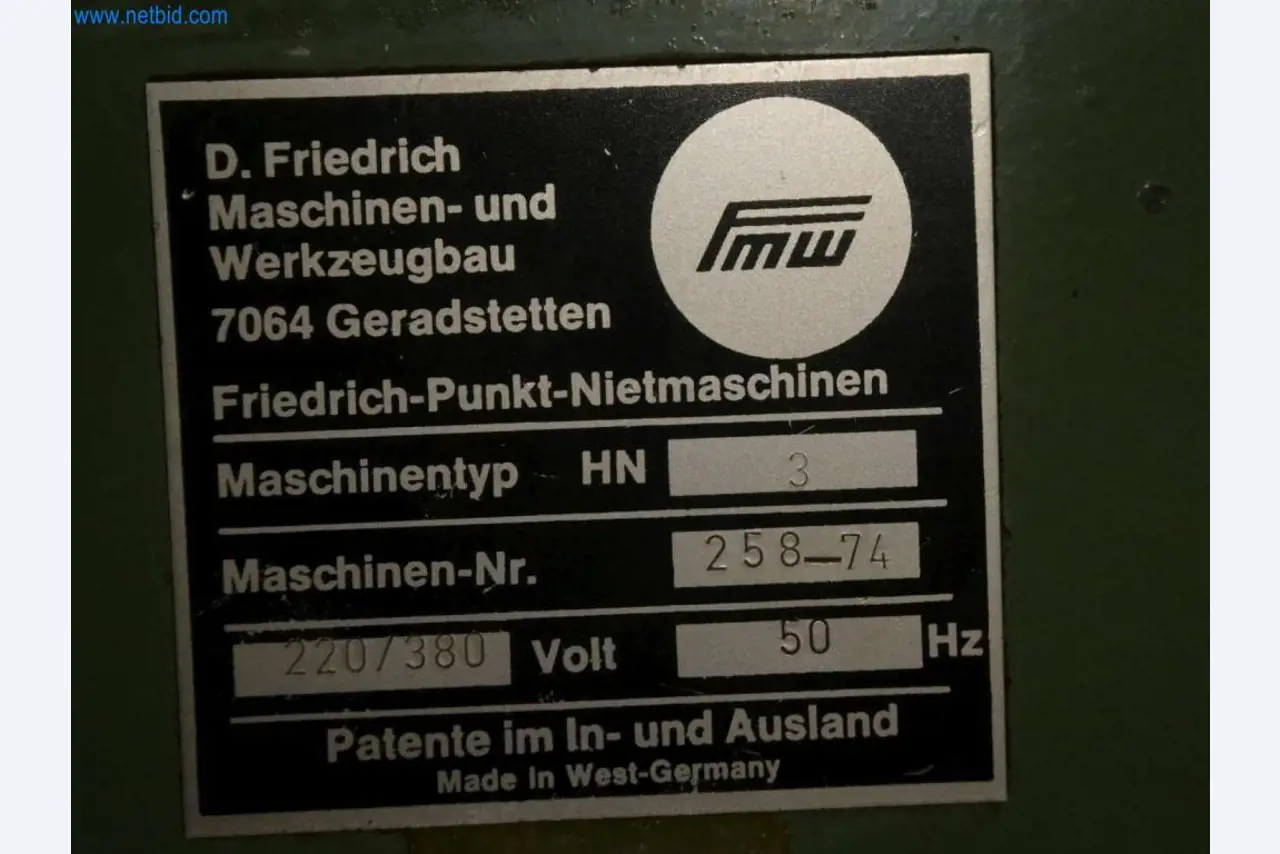 www.netbid.com
D. Friedrich
Maschinen- und
Werkzeugbau
7064 Geradstetten
FMW
Friedrich-Punkt-Nietmaschinen
Maschinentyp HN 3
Maschinen-Nr. 258-74
220/380 Volt 50 Hz
Patente im In- und Ausland
Made in West-Germany